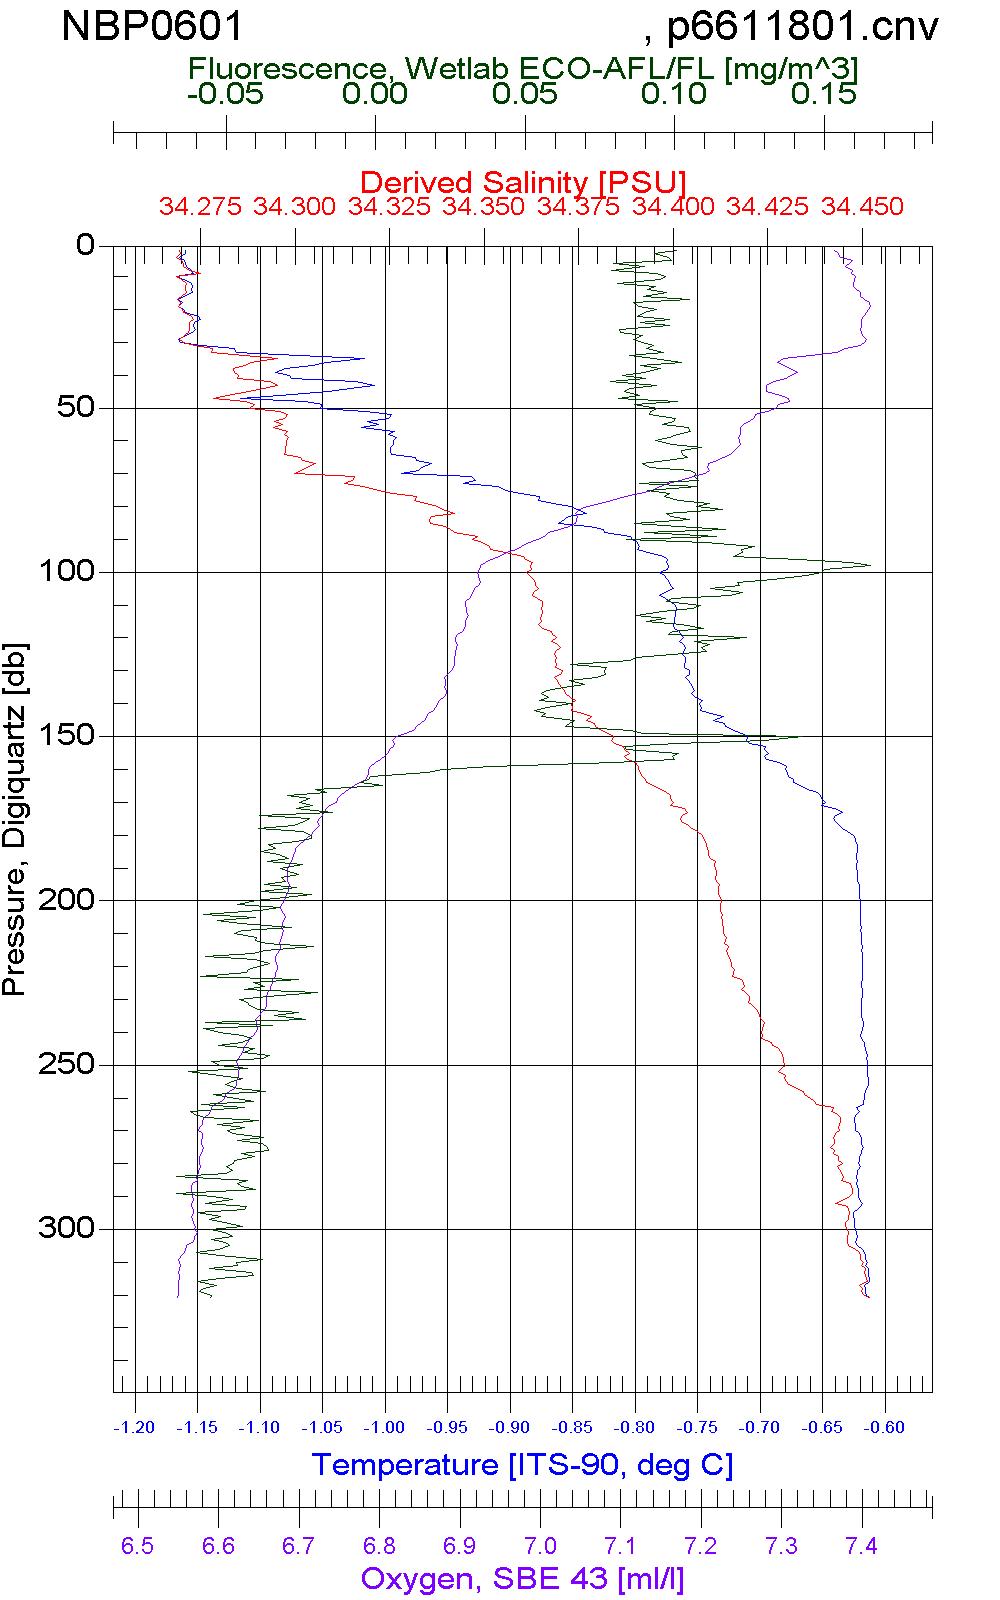 NBP0601 , p6611801.cnv
Fluorescence, Wetlab ECO-AFL/FL [mg/m^3]
-0.05 0.00 0.05 0.10 0.15
Derived Salinity [PSU]
34.275 34.300 34.325 34.350 34.375 34.400 34.425 34.450
0
50
100
150
200
250
300
Pressure, Digiquartz [db]
-1.20 -1.15 -1.10 -1.05 -1.00 -0.95 -0.90 -0.85 -0.80 -0.75 -0.70 -0.65 -0.60
Temperature [ITS-90, deg C]
6.5 6.6 6.7 6.8 6.9 7.0 7.1 7.2 7.3 7.4
Oxygen, SBE 43 [ml/l]